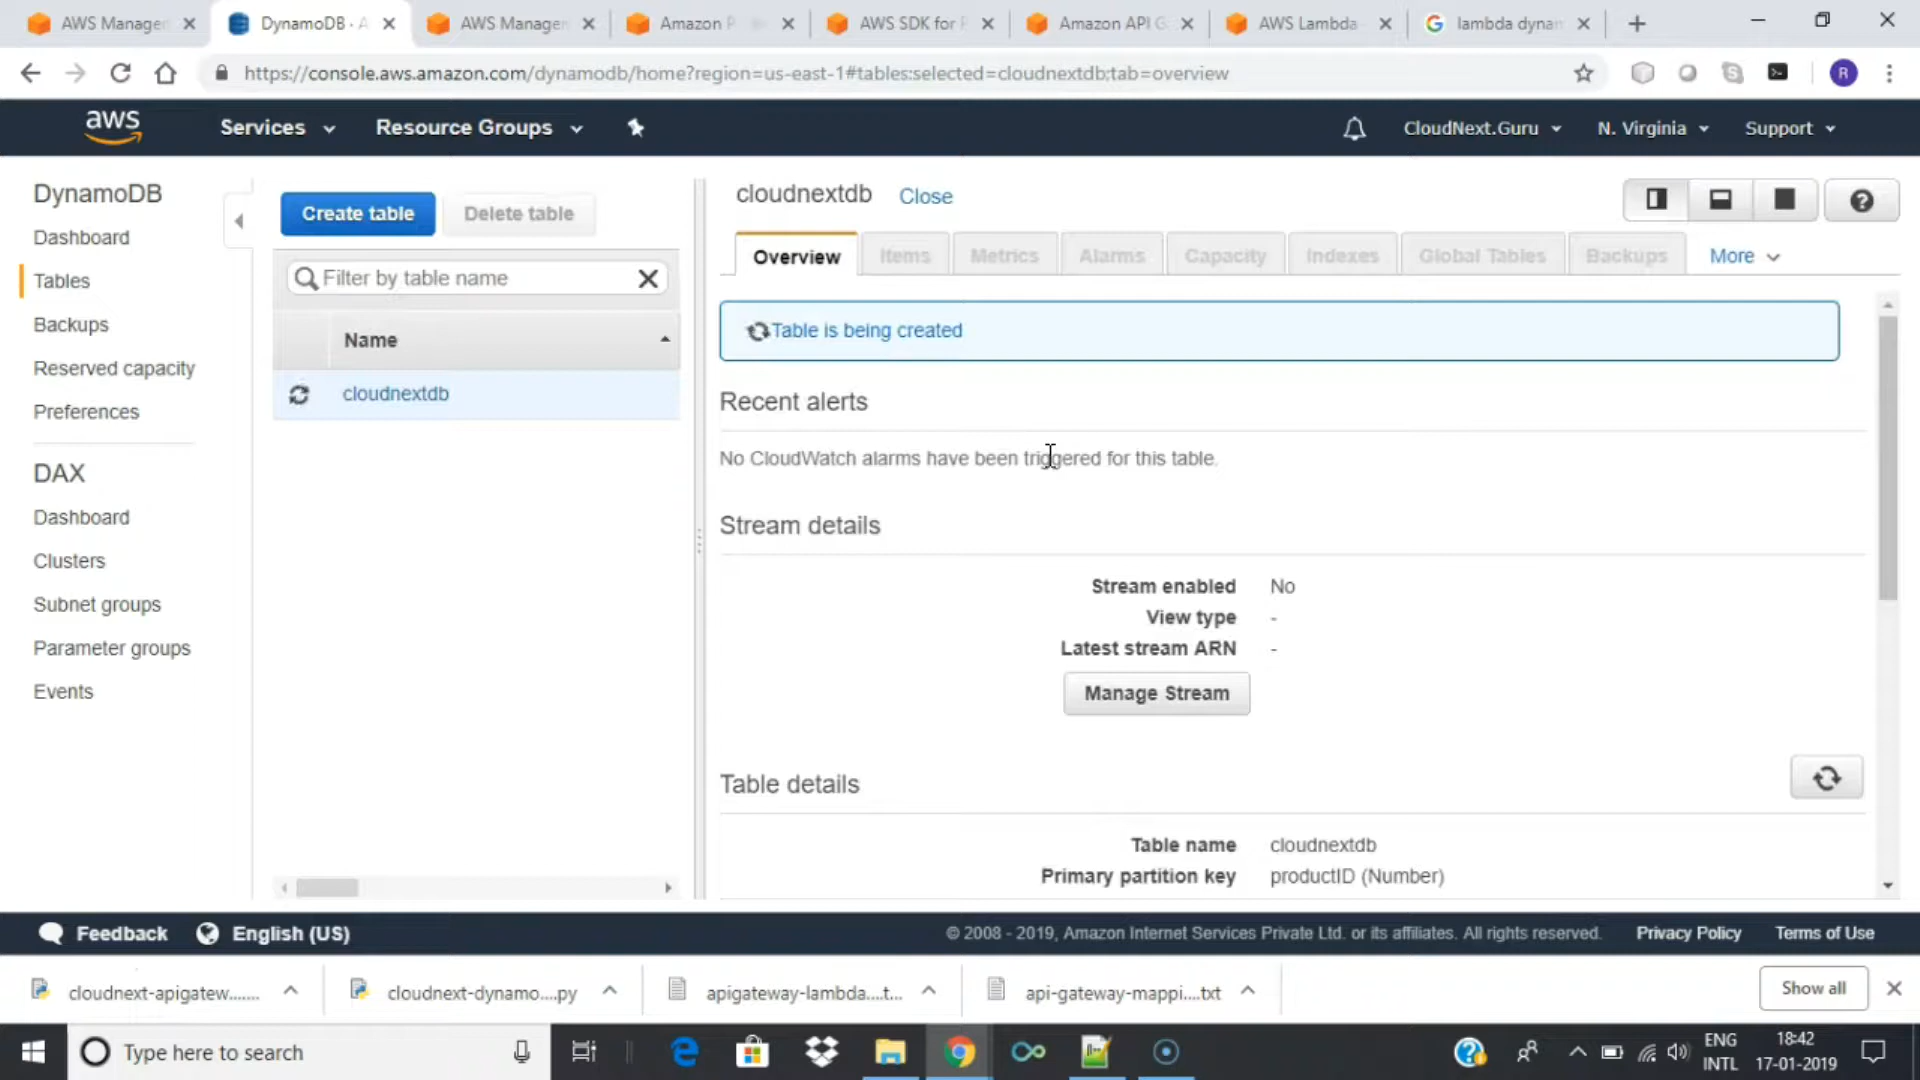 AWS Managen
DynamoDB · A
AWS Managen
Amazon
AWS SDK for
Amazon API G
AWS Lambda
lambda dynan
https://console.aws.amazon.com/dynamodb/home?region=us-east-1#tables:selected=cloudnextdb;tab=overview
R
aws
Services
Resource Groups
CloudNext.Guru
N. Virginia
Support
DynamoDB
Dashboard
Tables
Backups
Reserved capacity
Preferences
DAX
Dashboard
Clusters
Subnet groups
Parameter groups
Events
Create table
Delete table
Filter by table name
Name
cloudnextdb
cloudnextdb
Close
Overview
Items
Metrics
Alarms
Capacity
Indexes
Global Tables
Backups
More
Table is being created
Recent alerts
No CloudWatch alarms have been triggered for this table.
Stream details
Stream enabled No
View type -
Latest stream ARN -
Manage Stream
Table details
Table name cloudnextdb
Primary partition key productID (Number)
Feedback
English (US)
© 2008 - 2019, Amazon Internet Services Private Ltd. or its affiliates. All rights reserved.
Privacy Policy
Terms of Use
cloudnext-apigatew.......
cloudnext-dynamo....py
apigateway-lambda....t...
api-gateway-mappi....txt
Show all
Type here to search
ENG
INTL
18:42
17-01-2019